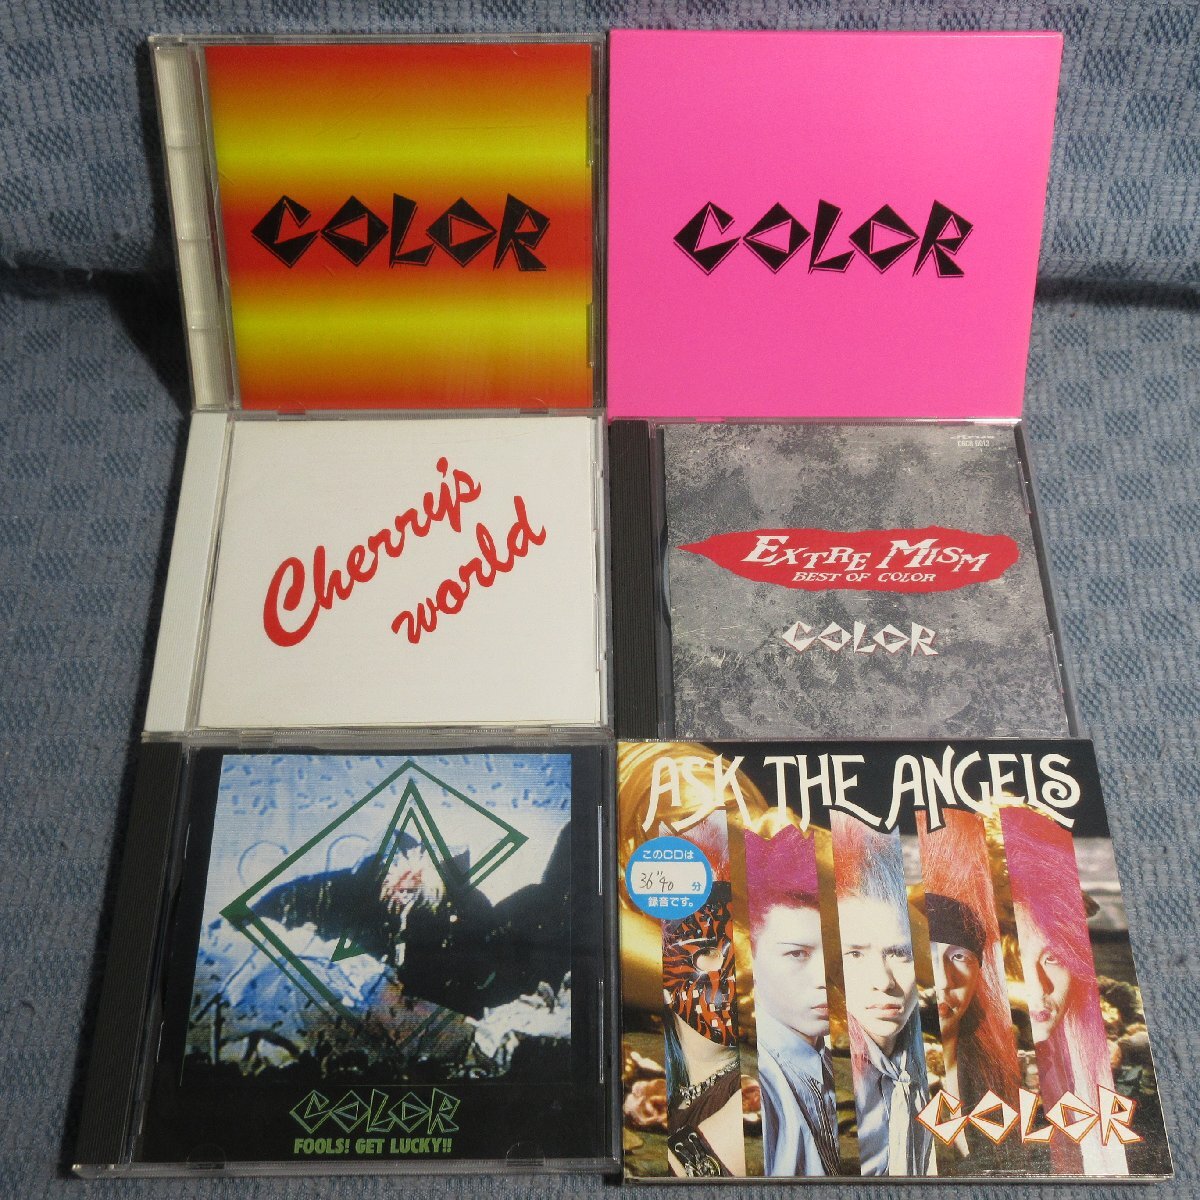 COLOR
COLOR
Cherry's
world
EXTRE MISM
BEST OF COLOR
COLOR
COLOR
FOOLS! GET LUCKY!!
ASK THE ANGELS
このCDは
36"40 分
録音です。
COLOR